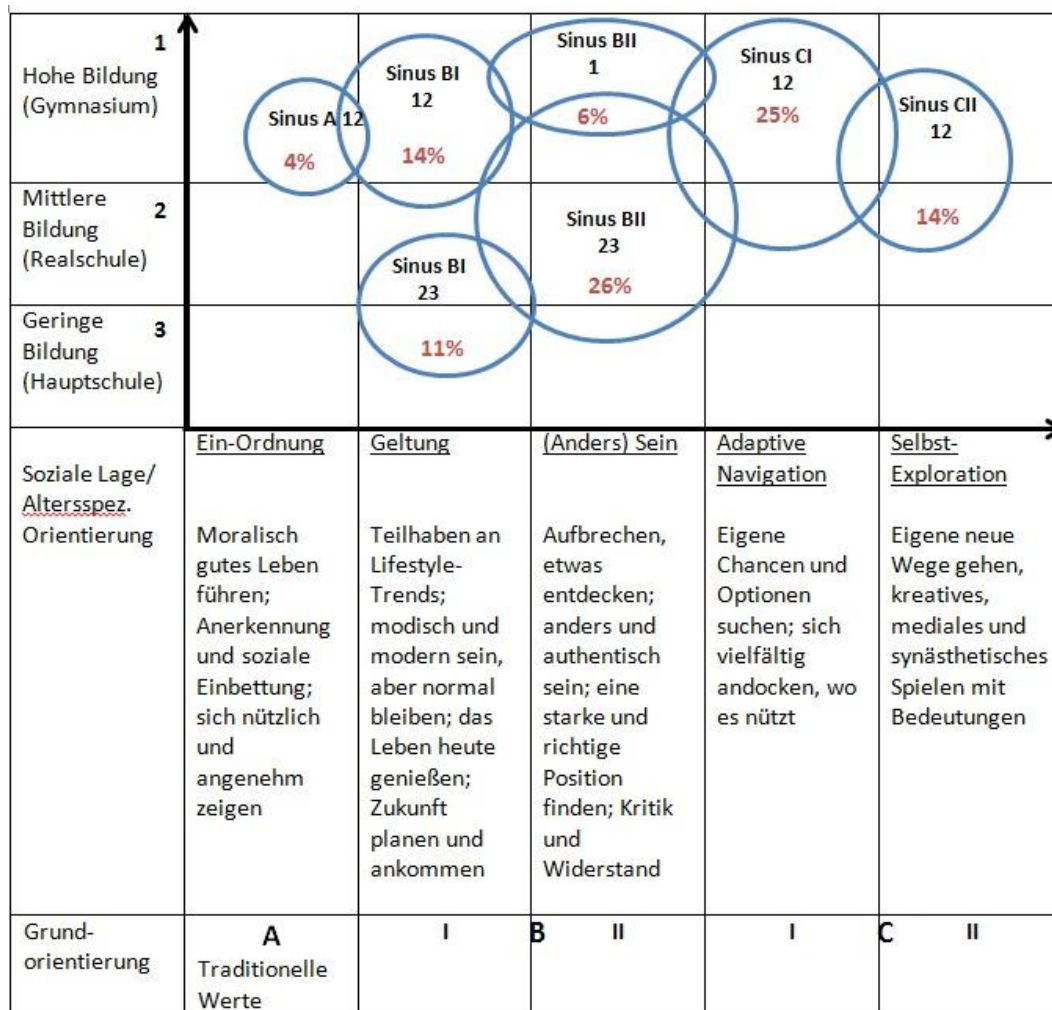 1
Hohe Bildung
(Gymnasium)
Sinus A 12
4%
Sinus BI
12
14%
Sinus BII
1
6%
Sinus CI
12
25%
Sinus CII
12
14%
Mittlere
2
Bildung
(Realschule)
Sinus BI
23
11%
Sinus BII
23
26%
Geringe
3
Bildung
(Hauptschule)
Soziale Lage/
Altersspez.
Orientierung
Ein-Ordnung
Moralisch
gutes Leben
führen;
Anerkennung
und soziale
Einbettung;
sich nützlich
und
angenehm
zeigen
Geltung
Teilhaben an
Lifestyle-
Trends;
modisch und
modern sein,
aber normal
bleiben; das
Leben heute
genießen;
Zukunft
planen und
ankommen
(Anders) Sein
Aufbrechen,
etwas
entdecken;
anders und
authentisch
sein; eine
starke und
richtige
Position
finden; Kritik
und
Widerstand
Adaptive
Navigation
Eigene
Chancen und
Optionen
suchen; sich
vielfältig
andocken, wo
es nützt
Selbst-
Exploration
Eigene neue
Wege gehen,
kreatives,
mediales und
synästhetisches
Spielen mit
Bedeutungen
Grund-
orientierung
A
Traditionelle
Werte
I
B
II
I
C
II